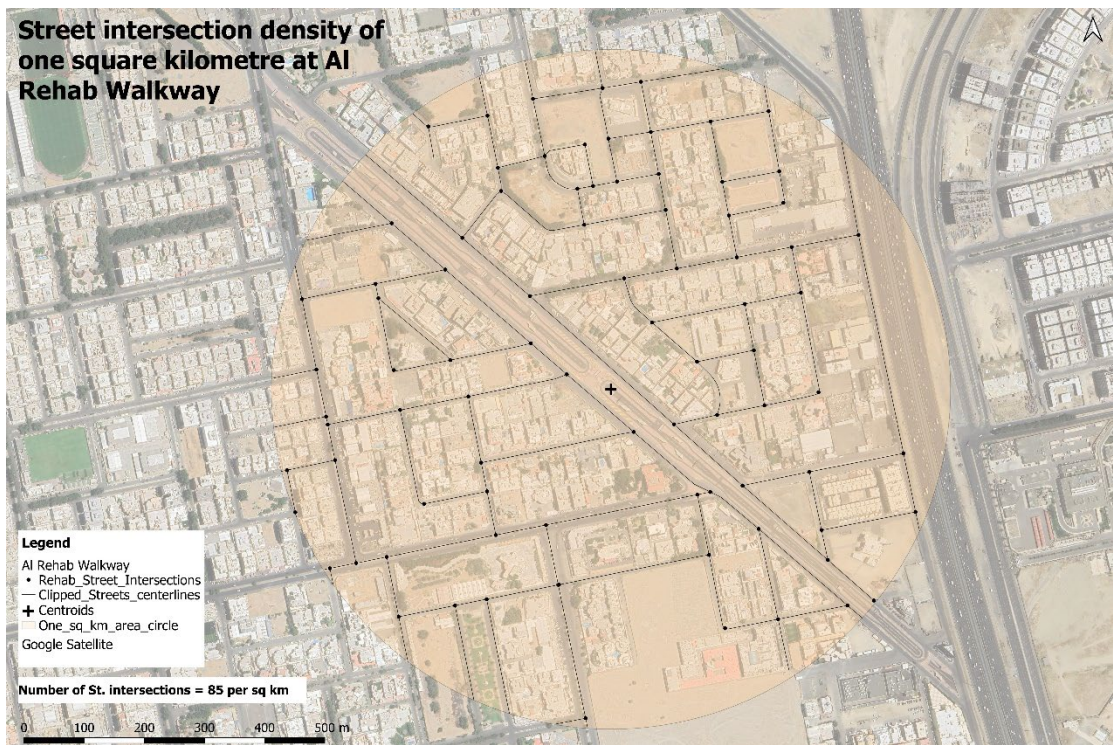 Street intersection density of
one square kilometre at Al
Rehab Walkway
Legend
Al Rehab Walkway
Rehab_Street_Intersections
Clipped_Streets_centerlines
Centroids
One_sq_km_area_circle
Google Satellite
Number of St. intersections = 85 per sq km
0 100 200 300 400 500 m